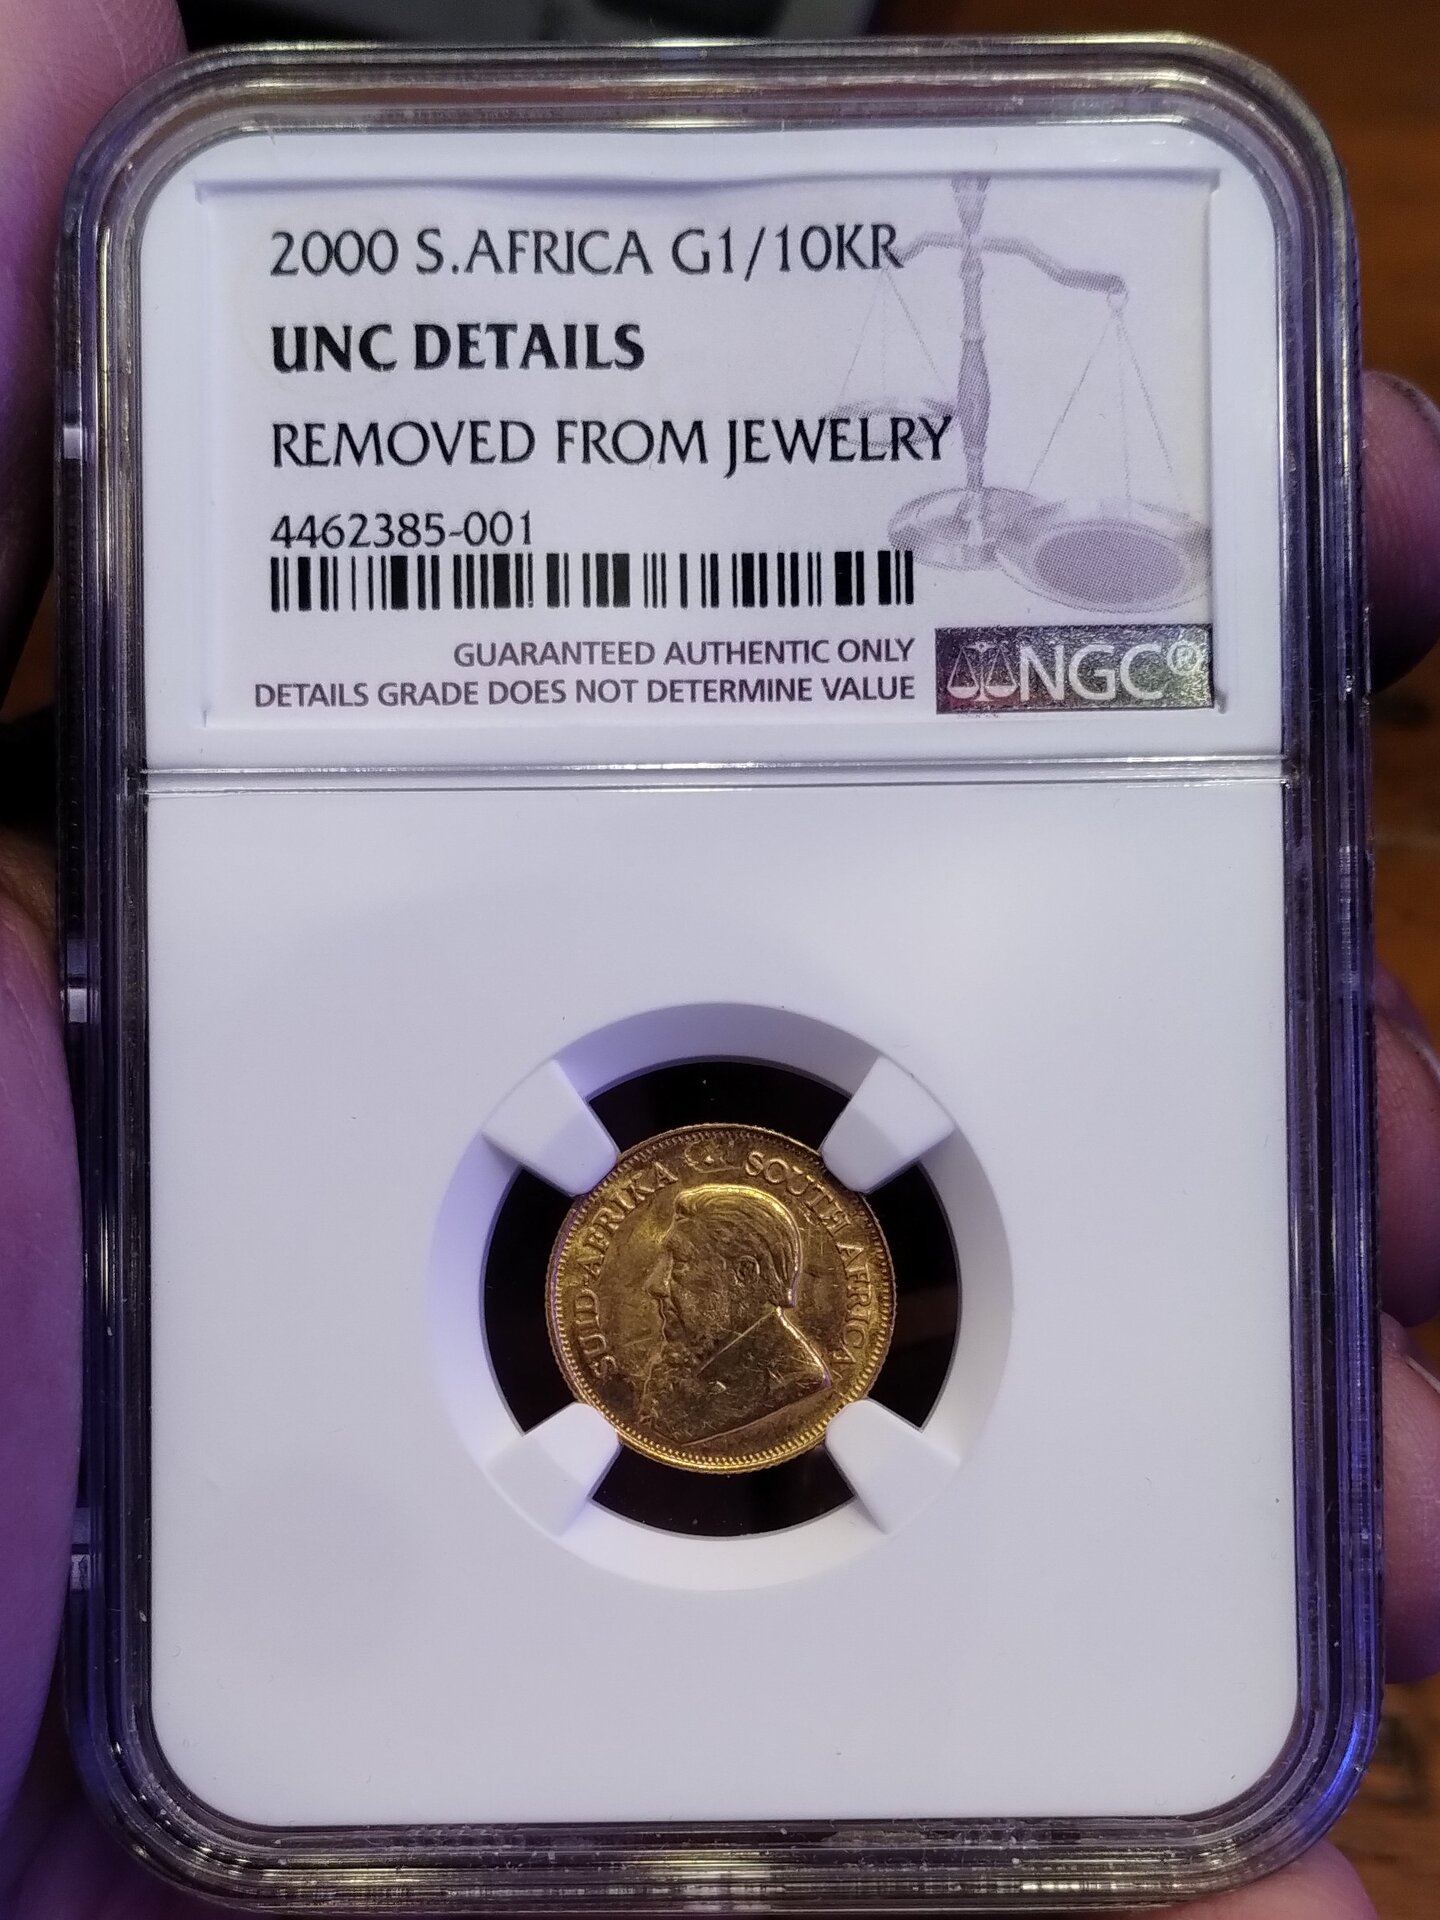 2000 S.AFRICA G1/10KR
UNC DETAILS
REMOVED FROM JEWELRY
4462385-001
GUARANTEED AUTHENTIC ONLY
DETAILS GRADE DOES NOT DETERMINE VALUE
NGC®
SUID-AFRIKA SOUTH AFRICA